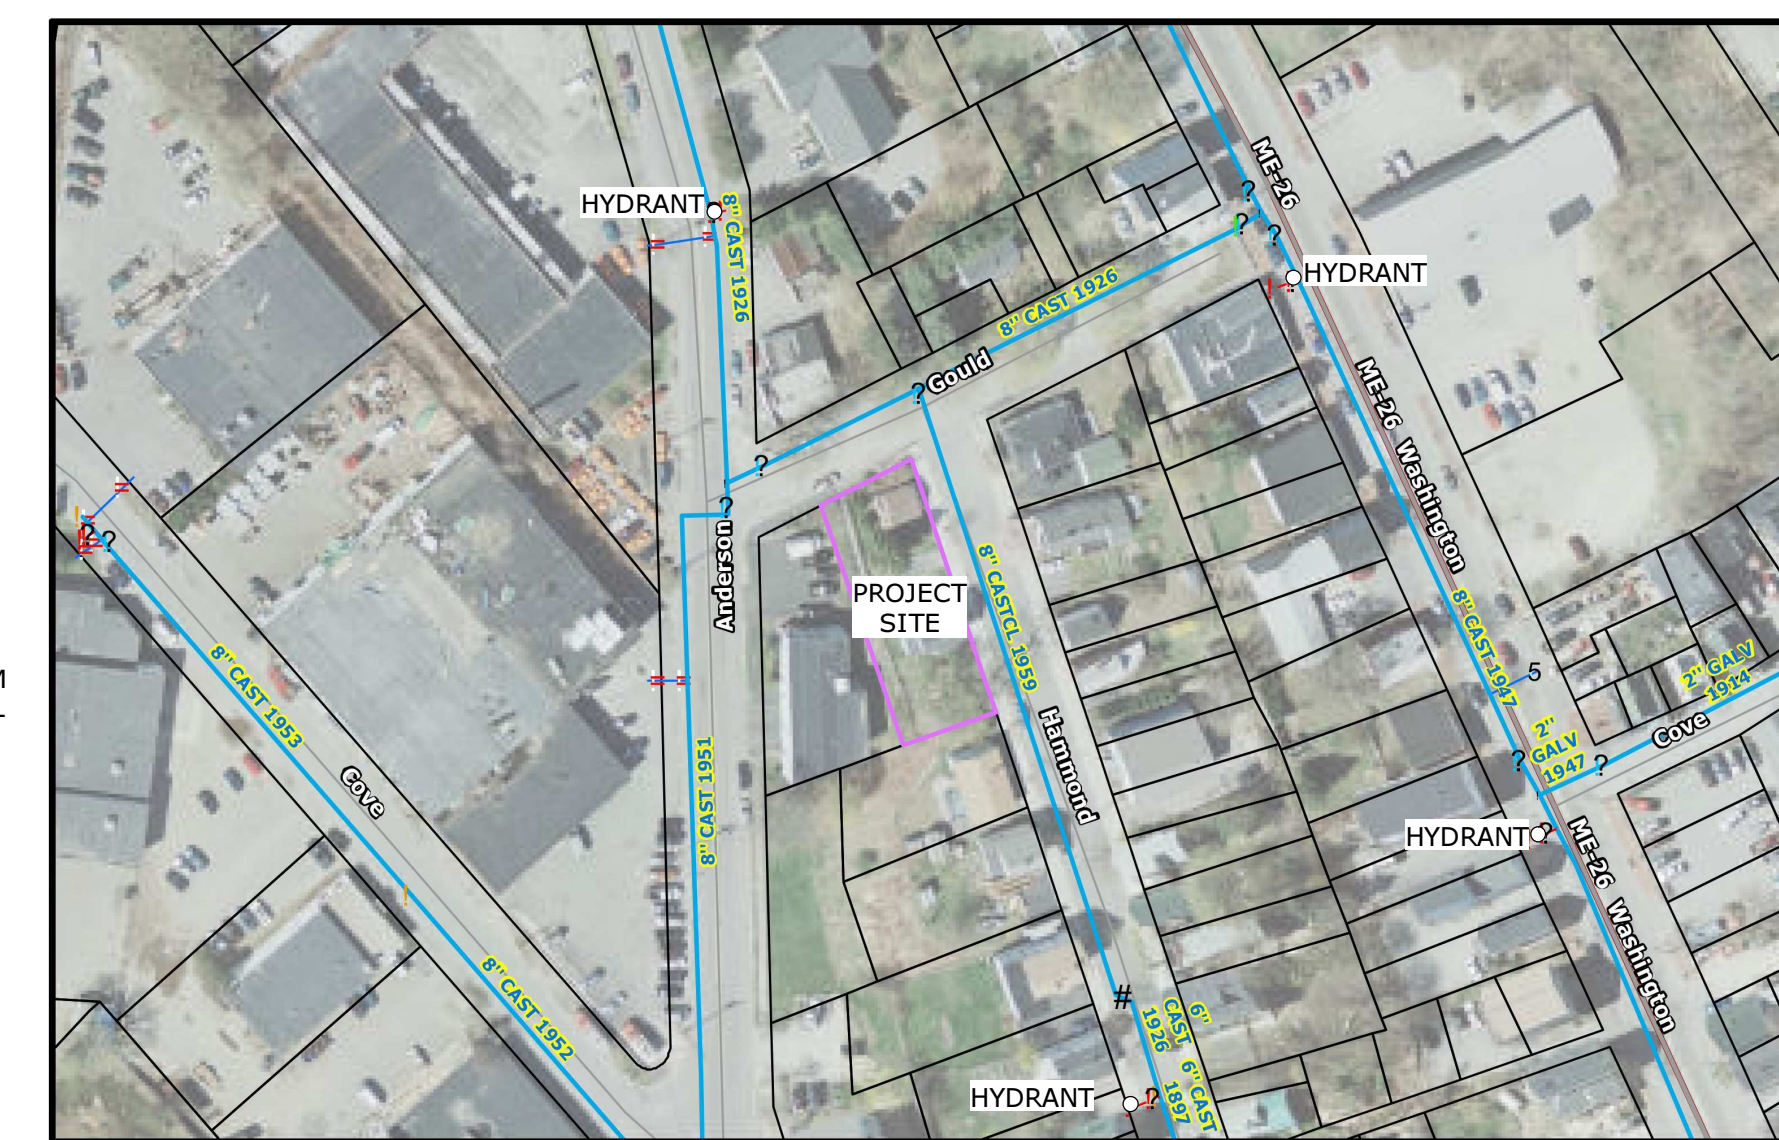 ME-26
HYDRANT
8" CAST 1926
HYDRANT
8" CAST 1926
Gould
ME-26
Washington
Anderson
PROJECT
SITE
8" CASTCL 1959
8" CAST 1947
5
2" GALV
1914
8" CAST 1953
M
Hammond
2"
GALV
1947
Cove
8" CAST 1951
Cove
HYDRANT
ME-26
Washington
8" CAST 1952
#
6"
CAST
1926
6" CAST
1897
HYDRANT